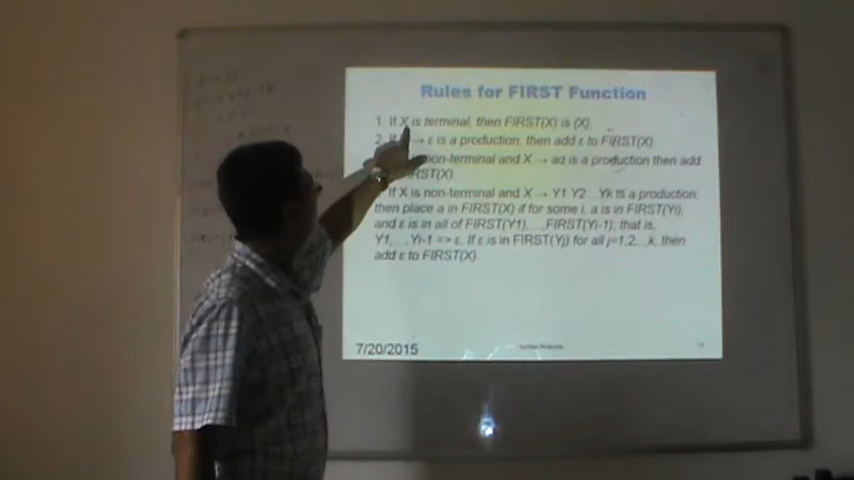 Rules for FIRST Function
1. If X is terminal, then FIRST(X) is {X}.
2. If → ε is a production, then add ε to FIRST(X).
non-terminal and X → aα is a production then add
FIRST(X).
If X is non-terminal and X → Y1 Y2...Yk is a production,
then place a in FIRST(X) if for some i, a is in FIRST(Yi),
and ε is in all of FIRST(Y1),...,FIRST(Yi-1); that is,
Y1,...,Yi-1 => ε. If ε is in FIRST(Yj) for all j=1,2,..,k, then
add ε to FIRST(X).
7/20/2015